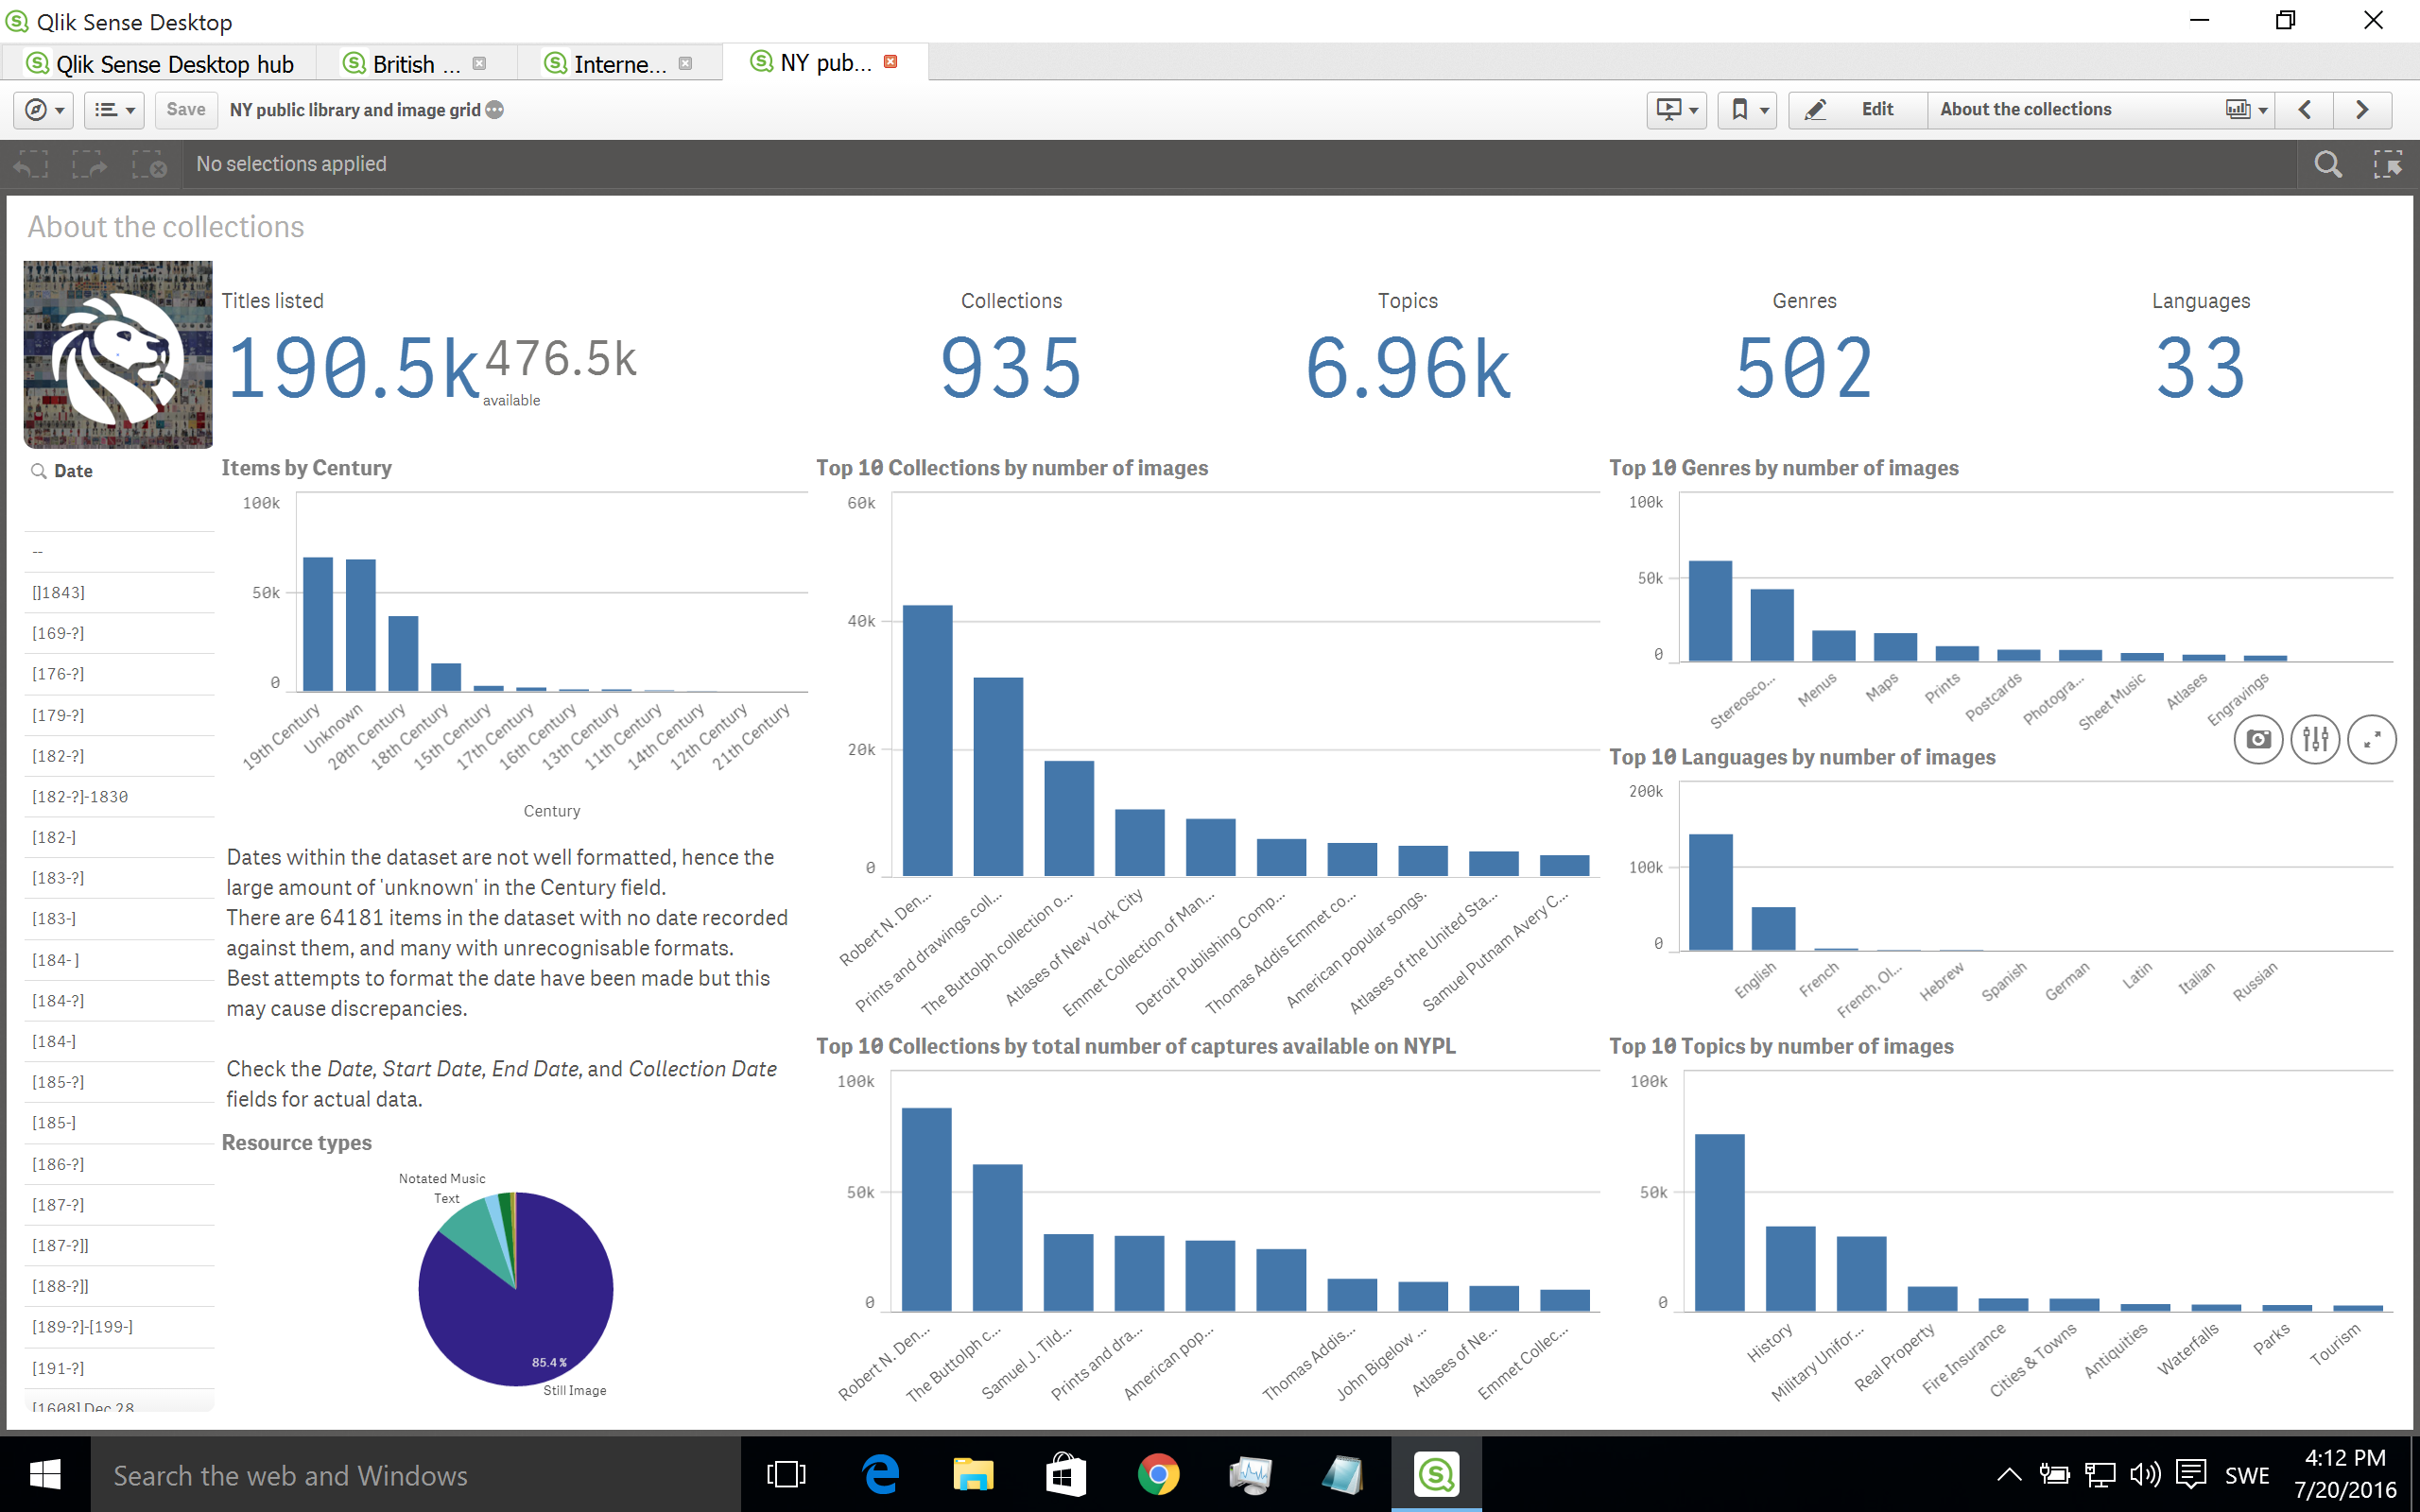 Qlik Sense Desktop
Qlik Sense Desktop hub
British ...
Interne...
NY pub...
Save
NY public library and image grid
Edit
About the collections
No selections applied
About the collections
Titles listed
190.5k
476.5k
available
Collections
935
Topics
6.96k
Genres
502
Languages
33
Date
--
[]1843]
[169-?]
[176-?]
[179-?]
[182-?]
[182-?]-1830
[182-]
[183-?]
[183-]
[184- ]
[184-?]
[184-]
[185-?]
[185-]
[186-?]
[187-?]
[187-?]]
[188-?]]
[189-?]-[199-]
[191-?]
[1608] Dec 28
Items by Century
100k
50k
0
19th Century
Unknown
20th Century
18th Century
15th Century
17th Century
16th Century
13th Century
11th Century
14th Century
12th Century
21th Century
Century
Dates within the dataset are not well formatted, hence the
large amount of 'unknown' in the Century field.
There are 64181 items in the dataset with no date recorded
against them, and many with unrecognisable formats.
Best attempts to format the date have been made but this
may cause discrepancies.
Check the Date, Start Date, End Date, and Collection Date
fields for actual data.
Resource types
Notated Music
Text
85.4 %
Still Image
Top 10 Collections by number of images
60k
40k
20k
0
Robert N. Den...
Prints and drawings coll...
The Buttolph collection o...
Atlases of New York City
Emmet Collection of Man...
Detroit Publishing Comp...
Thomas Addis Emmet co...
American popular songs.
Atlases of the United Sta...
Samuel Putnam Avery C...
Top 10 Collections by total number of captures available on NYPL
100k
50k
0
Robert N. Den...
The Buttolph c...
Samuel J. Tild...
Prints and dra...
American pop...
Thomas Addis...
John Bigelow ...
Atlases of Ne...
Emmet Collec...
Top 10 Genres by number of images
100k
50k
0
Stereosco...
Menus
Maps
Prints
Postcards
Photogra...
Sheet Music
Atlases
Engravings
Top 10 Languages by number of images
200k
100k
0
English
French
French, Ol...
Hebrew
Spanish
German
Latin
Italian
Russian
Top 10 Topics by number of images
100k
50k
0
History
Military Unifor...
Real Property
Fire Insurance
Cities & Towns
Antiquities
Waterfalls
Parks
Tourism
Search the web and Windows
SWE
4:12 PM
7/20/2016